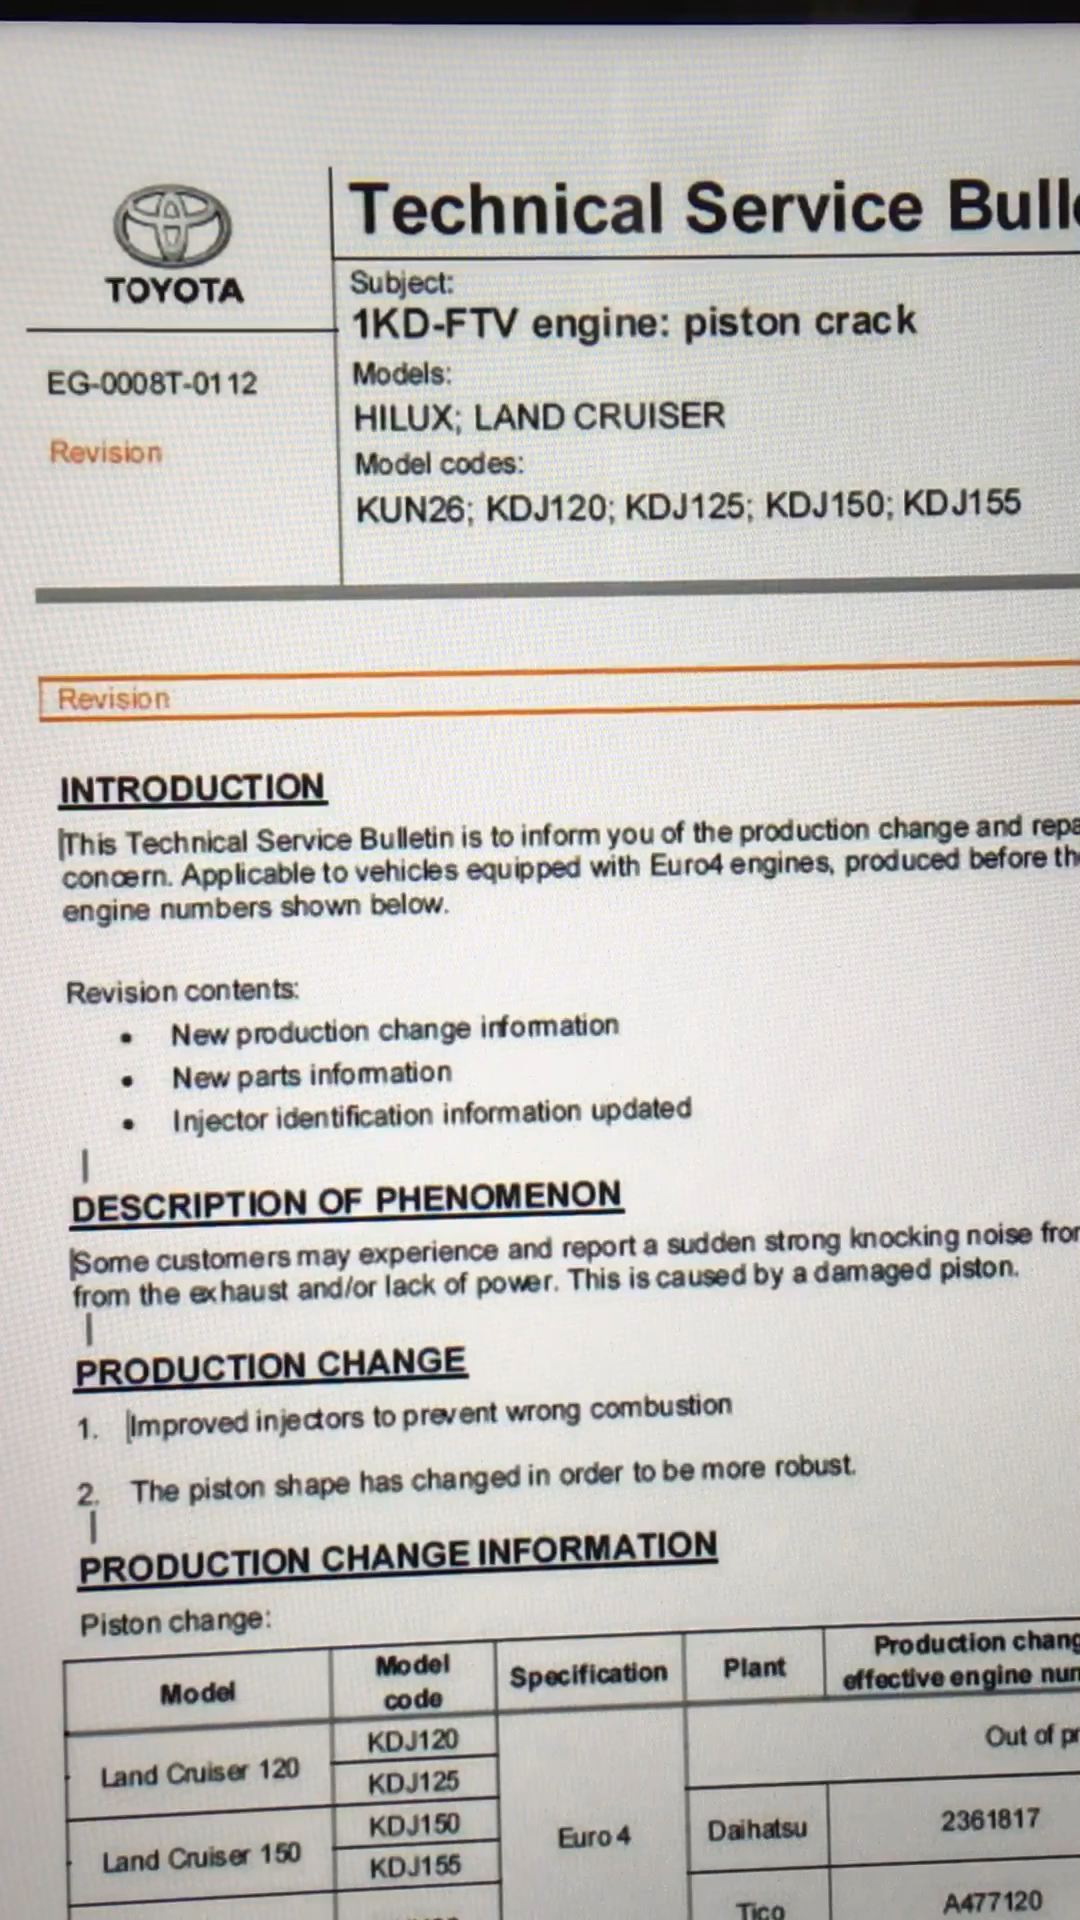 Technical Service
TOYOTA
Subject:
1KD-FTV engine: piston crack
EG-0008T-0112
Models:
HILUX; LAND CRUISER
Revision
Model codes:
KUN26; KDJ120; KDJ125; KDJ150; KDJ155
Revision
INTRODUCTION
This Technical Service Bulletin is to inform you of the production change and
concern. Applicable to vehicles equipped with Euro4 engines, produced before
engine numbers shown below.
Revision contents:
• New production change information
• New parts information
• Injector identification information updated
DESCRIPTION OF PHENOMENON
Some customers may experience and report a sudden strong knocking noise
from the exhaust and/or lack of power. This is caused by a damaged piston.
PRODUCTION CHANGE
1. Improved injectors to prevent wrong combustion
2. The piston shape has changed in order to be more robust.
PRODUCTION CHANGE INFORMATION
Piston change:
Model Model code Specification Plant Production effective engine
Land Cruiser 120 KDJ120 Out of
KDJ125
Land Cruiser 150 KDJ150 Euro 4 Daihatsu 2361817
KDJ155
Tico A477120